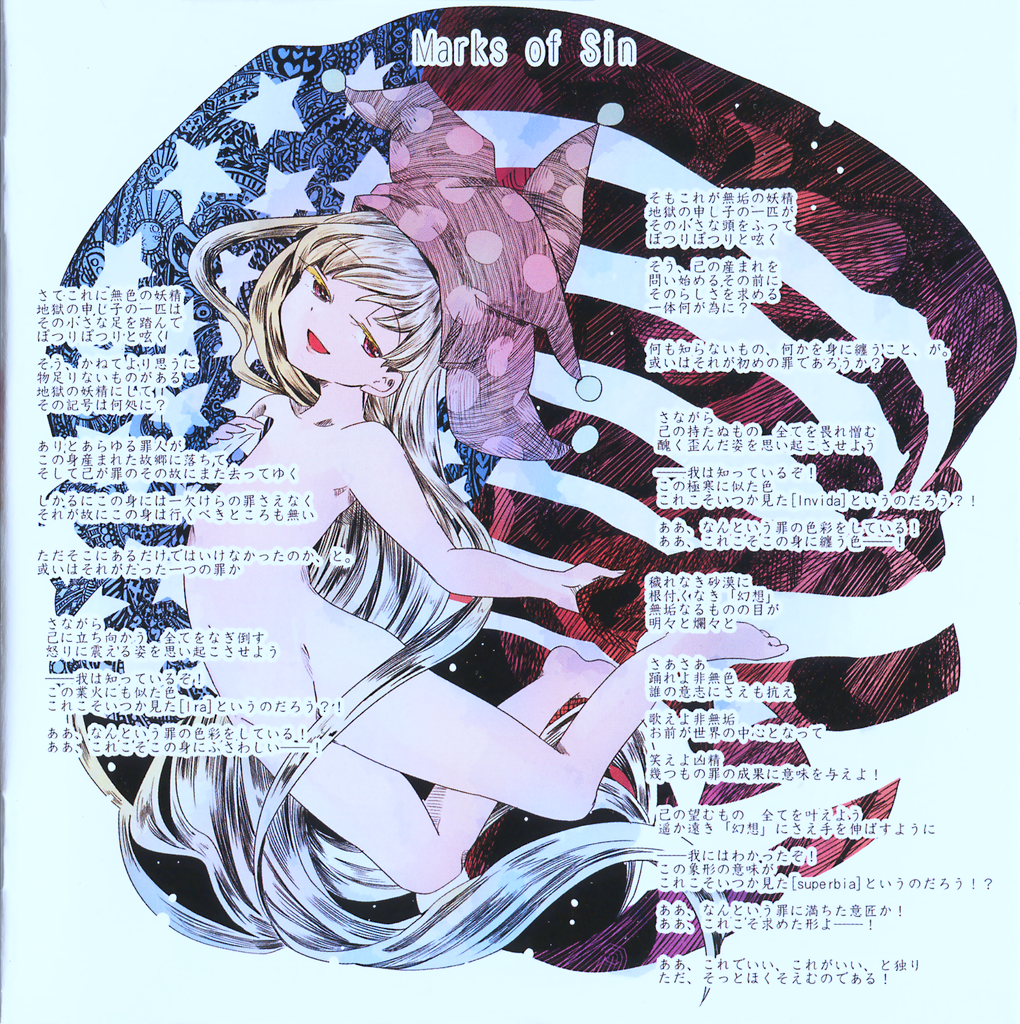 Marks of Sin
さてこれに無色の妖精
地獄の申し子の一匹は
その小さな足を踏んで
ぽつりぽつりと呟く
そう、かねてより思うに
物足りないものがある
地獄の妖精にして
その記号は何処に？
ありとあらゆる罪人が
この身産まれた故郷に落ちて
そして己が罪のその故にまた去ってゆく
しかるにこの身には一欠けらの罪さえなく
それが故にこの身は行くべきところも無い
ただそこにあるだけではいけなかったのか、と。
或いはそれがたった一つの罪か
さながら
己に立ち向かう　全てをなぎ倒す
怒りに震える姿を思い起こさせよう
――我は知っているぞ！
この業火にも似た色
これこそいつか見た[Ira]というのだろう？！
ああ、なんという罪の色彩をしている！
ああ、これこそこの身にふさわしい――！
そもこれが無垢の妖精
地獄の申し子の一匹が
その小さな頭をふって
ぽつりぽつりと呟く
そう、己の産まれを
問い始める、その前に
そのらしさを求める
一体何が為に？
何も知らないもの、何かを身に纏うこと、が。
或いはそれが初めの罪であろうか？
さながら
己の持たぬもの　全てを畏れ憎む
醜く歪んだ姿を思い起こさせよう
――我は知っているぞ！
この極寒に似た色
これこそいつか見た[Invida]というのだろう？！
ああ、なんという罪の色彩をしている！
ああ、これこそこの身に纏う色――！
穢れなき砂漠に
根付くなき「幻想」
無垢なるものの目が
明々と爛々と
さあさあ
踊れよ非無色
誰の意志にさえも抗え
歌えよ非無垢
お前が世界の中心となって
笑えよ凶精
幾つもの罪の成果に意味を与えよ！
己の望むもの　全てを叶えよう
遥か遠き「幻想」にさえ手を伸ばすように
――我にはわかったぞ！
この象形の意味が
これこそいつか見た[superbia]というのだろう！？
ああ、なんという罪に満ちた意匠か！
ああ、これこそ求めた形よ――！
ああ、これでいい、これがいい、と独り
ただ、そっとほくそえむのである！